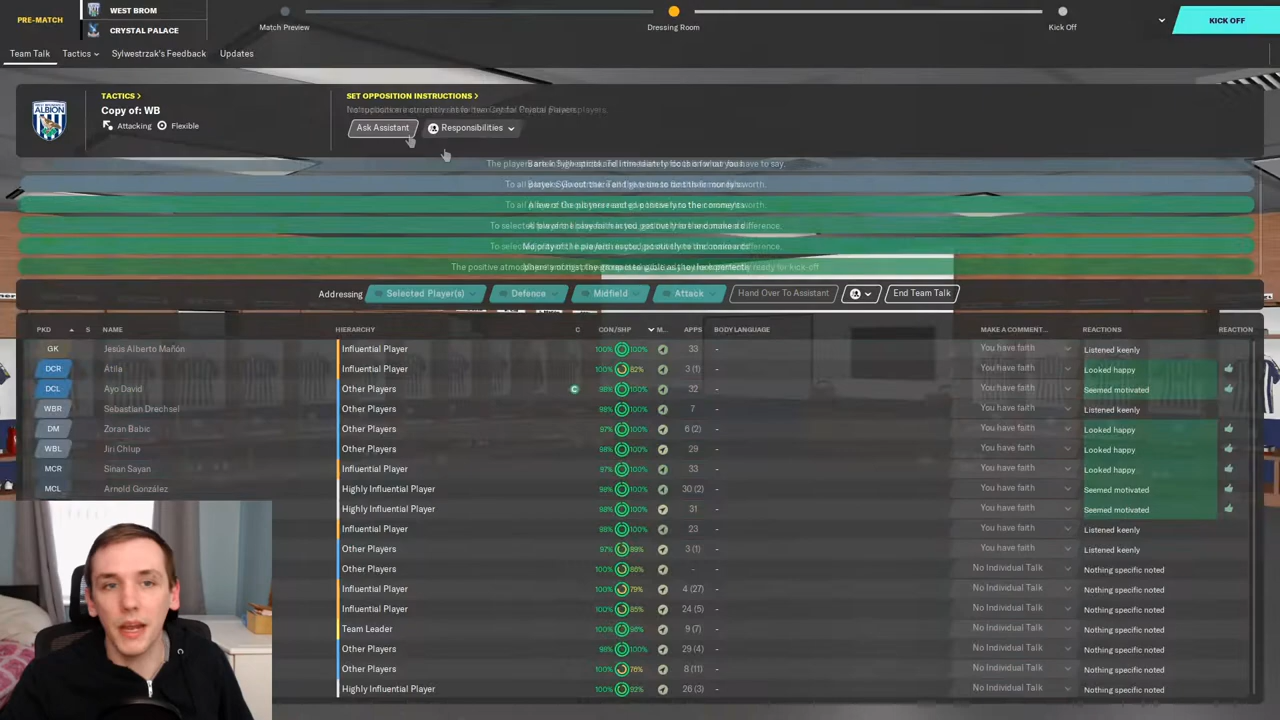 PRE-MATCH
WEST BROM
CRYSTAL PALACE
Match Preview
Dressing Room
Kick Off
KICK OFF
Team Talk
Tactics
Sylwestrzak's Feedback
Updates
ALBION
TACTICS >
Copy of: WB
Attacking
Flexible
SET OPPOSITION INSTRUCTIONS >
Ask Assistant
Responsibilities
Addressing
Selected Player(s)
Defence
Midfield
Attack
Hand Over To Assistant
End Team Talk
PKD S NAME HIERARCHY C CON/SHP M... APPS BODY LANGUAGE MAKE A COMMENT... REACTIONS REACTION
GK Jesús Alberto Mañón Influential Player 100% 100% 33 - You have faith Listened keenly
DCR Átila Influential Player 100% 82% 3 (1) - You have faith Looked happy
DCL Ayo David Other Players C 98% 100% 32 - You have faith Seemed motivated
WBR Sebastian Drechsel Other Players 98% 100% 7 - You have faith Listened keenly
DM Zoran Babic Other Players 97% 100% 6 (2) - You have faith Looked happy
WBL Jiri Chlup Other Players 98% 100% 29 - You have faith Looked happy
MCR Sinan Sayan Influential Player 97% 100% 33 - You have faith Looked happy
MCL Arnold González Highly Influential Player 98% 100% 30 (2) - You have faith Seemed motivated
Highly Influential Player 98% 100% 31 - You have faith Seemed motivated
Influential Player 98% 100% 23 - You have faith Listened keenly
Other Players 97% 89% 3 (1) - You have faith Listened keenly
Other Players 100% 86% - - No Individual Talk Nothing specific noted
Influential Player 100% 79% 4 (27) - No Individual Talk Nothing specific noted
Influential Player 100% 85% 24 (5) - No Individual Talk Nothing specific noted
Team Leader 100% 98% 9 (7) - No Individual Talk Nothing specific noted
Other Players 96% 100% 29 (4) - No Individual Talk Nothing specific noted
Other Players 100% 76% 8 (11) - No Individual Talk Nothing specific noted
Highly Influential Player 100% 92% 26 (3) - No Individual Talk Nothing specific noted